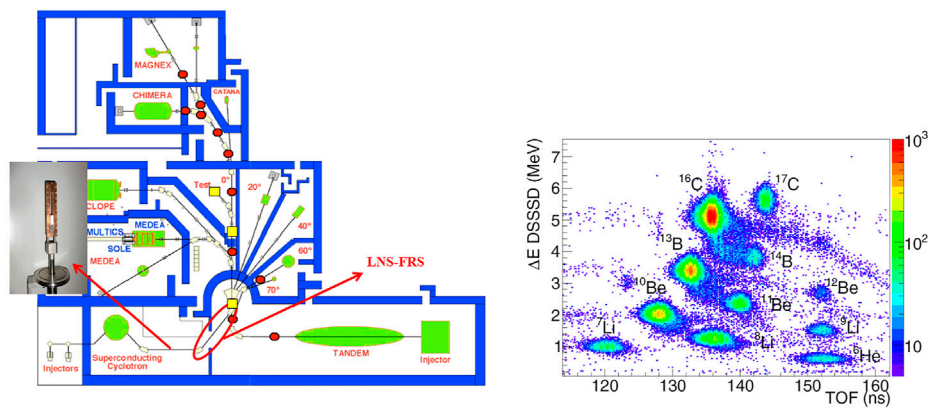 MAGNEX
CHIMERA
CATANA
0°
20°
Test
40°
60°
70°
CLOPE
MULTICS
MEDEA
SOLE
MEDEA
LNS-FRS
Injectors
Superconducting
Cyclotron
TANDEM
Injector
ΔE DSSSD (MeV)
7
6
5
4
3
2
1
16C
17C
13B
14B
10Be
11Be
12Be
7Li
8Li
9Li
120
130
140
150
160
TOF (ns)
10³
10²
10